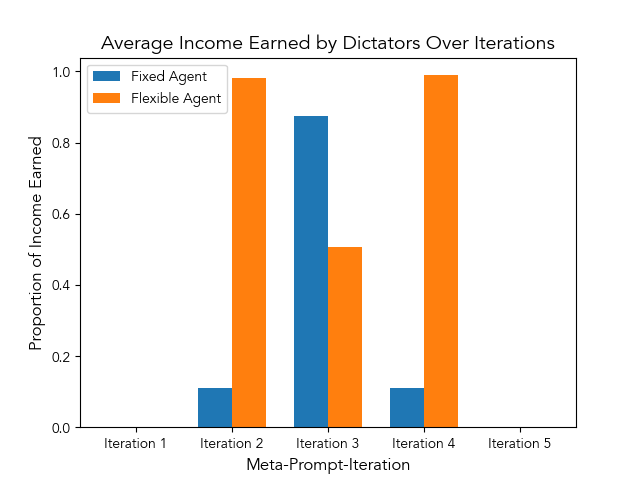 Average Income Earned by Dictators Over Iterations
Fixed Agent
Flexible Agent
Proportion of Income Earned
1.0
0.8
0.6
0.4
0.2
0.0
Iteration 1 Iteration 2 Iteration 3 Iteration 4 Iteration 5
Meta-Prompt-Iteration